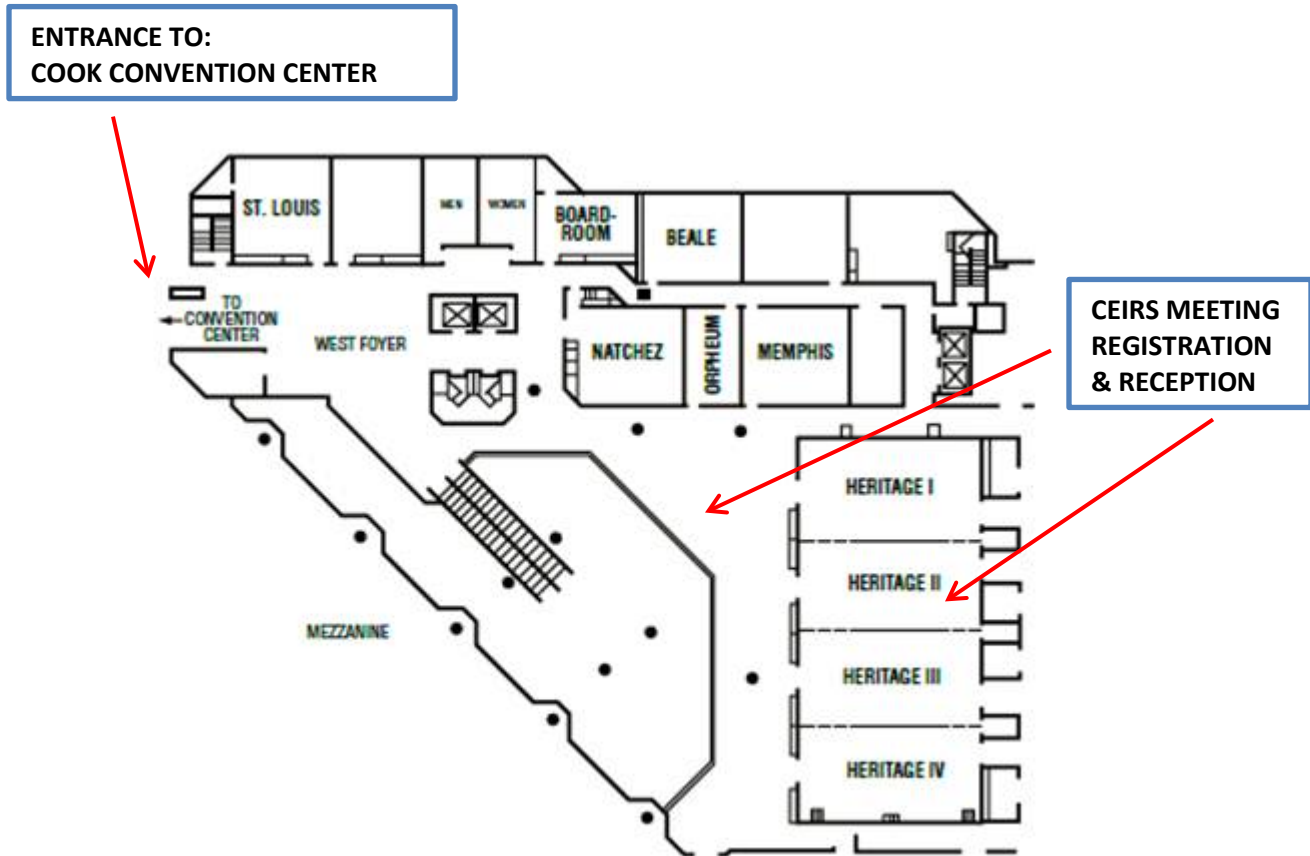 ENTRANCE TO:
COOK CONVENTION CENTER
ST. LOUIS
MEN
WOMEN
BOARD-
ROOM
BEALE
TO
CONVENTION
CENTER
WEST FOYER
NATCHEZ
ORPHEUM
MEMPHIS
CEIRS MEETING
REGISTRATION
& RECEPTION
HERITAGE I
HERITAGE II
MEZZANINE
HERITAGE III
HERITAGE IV